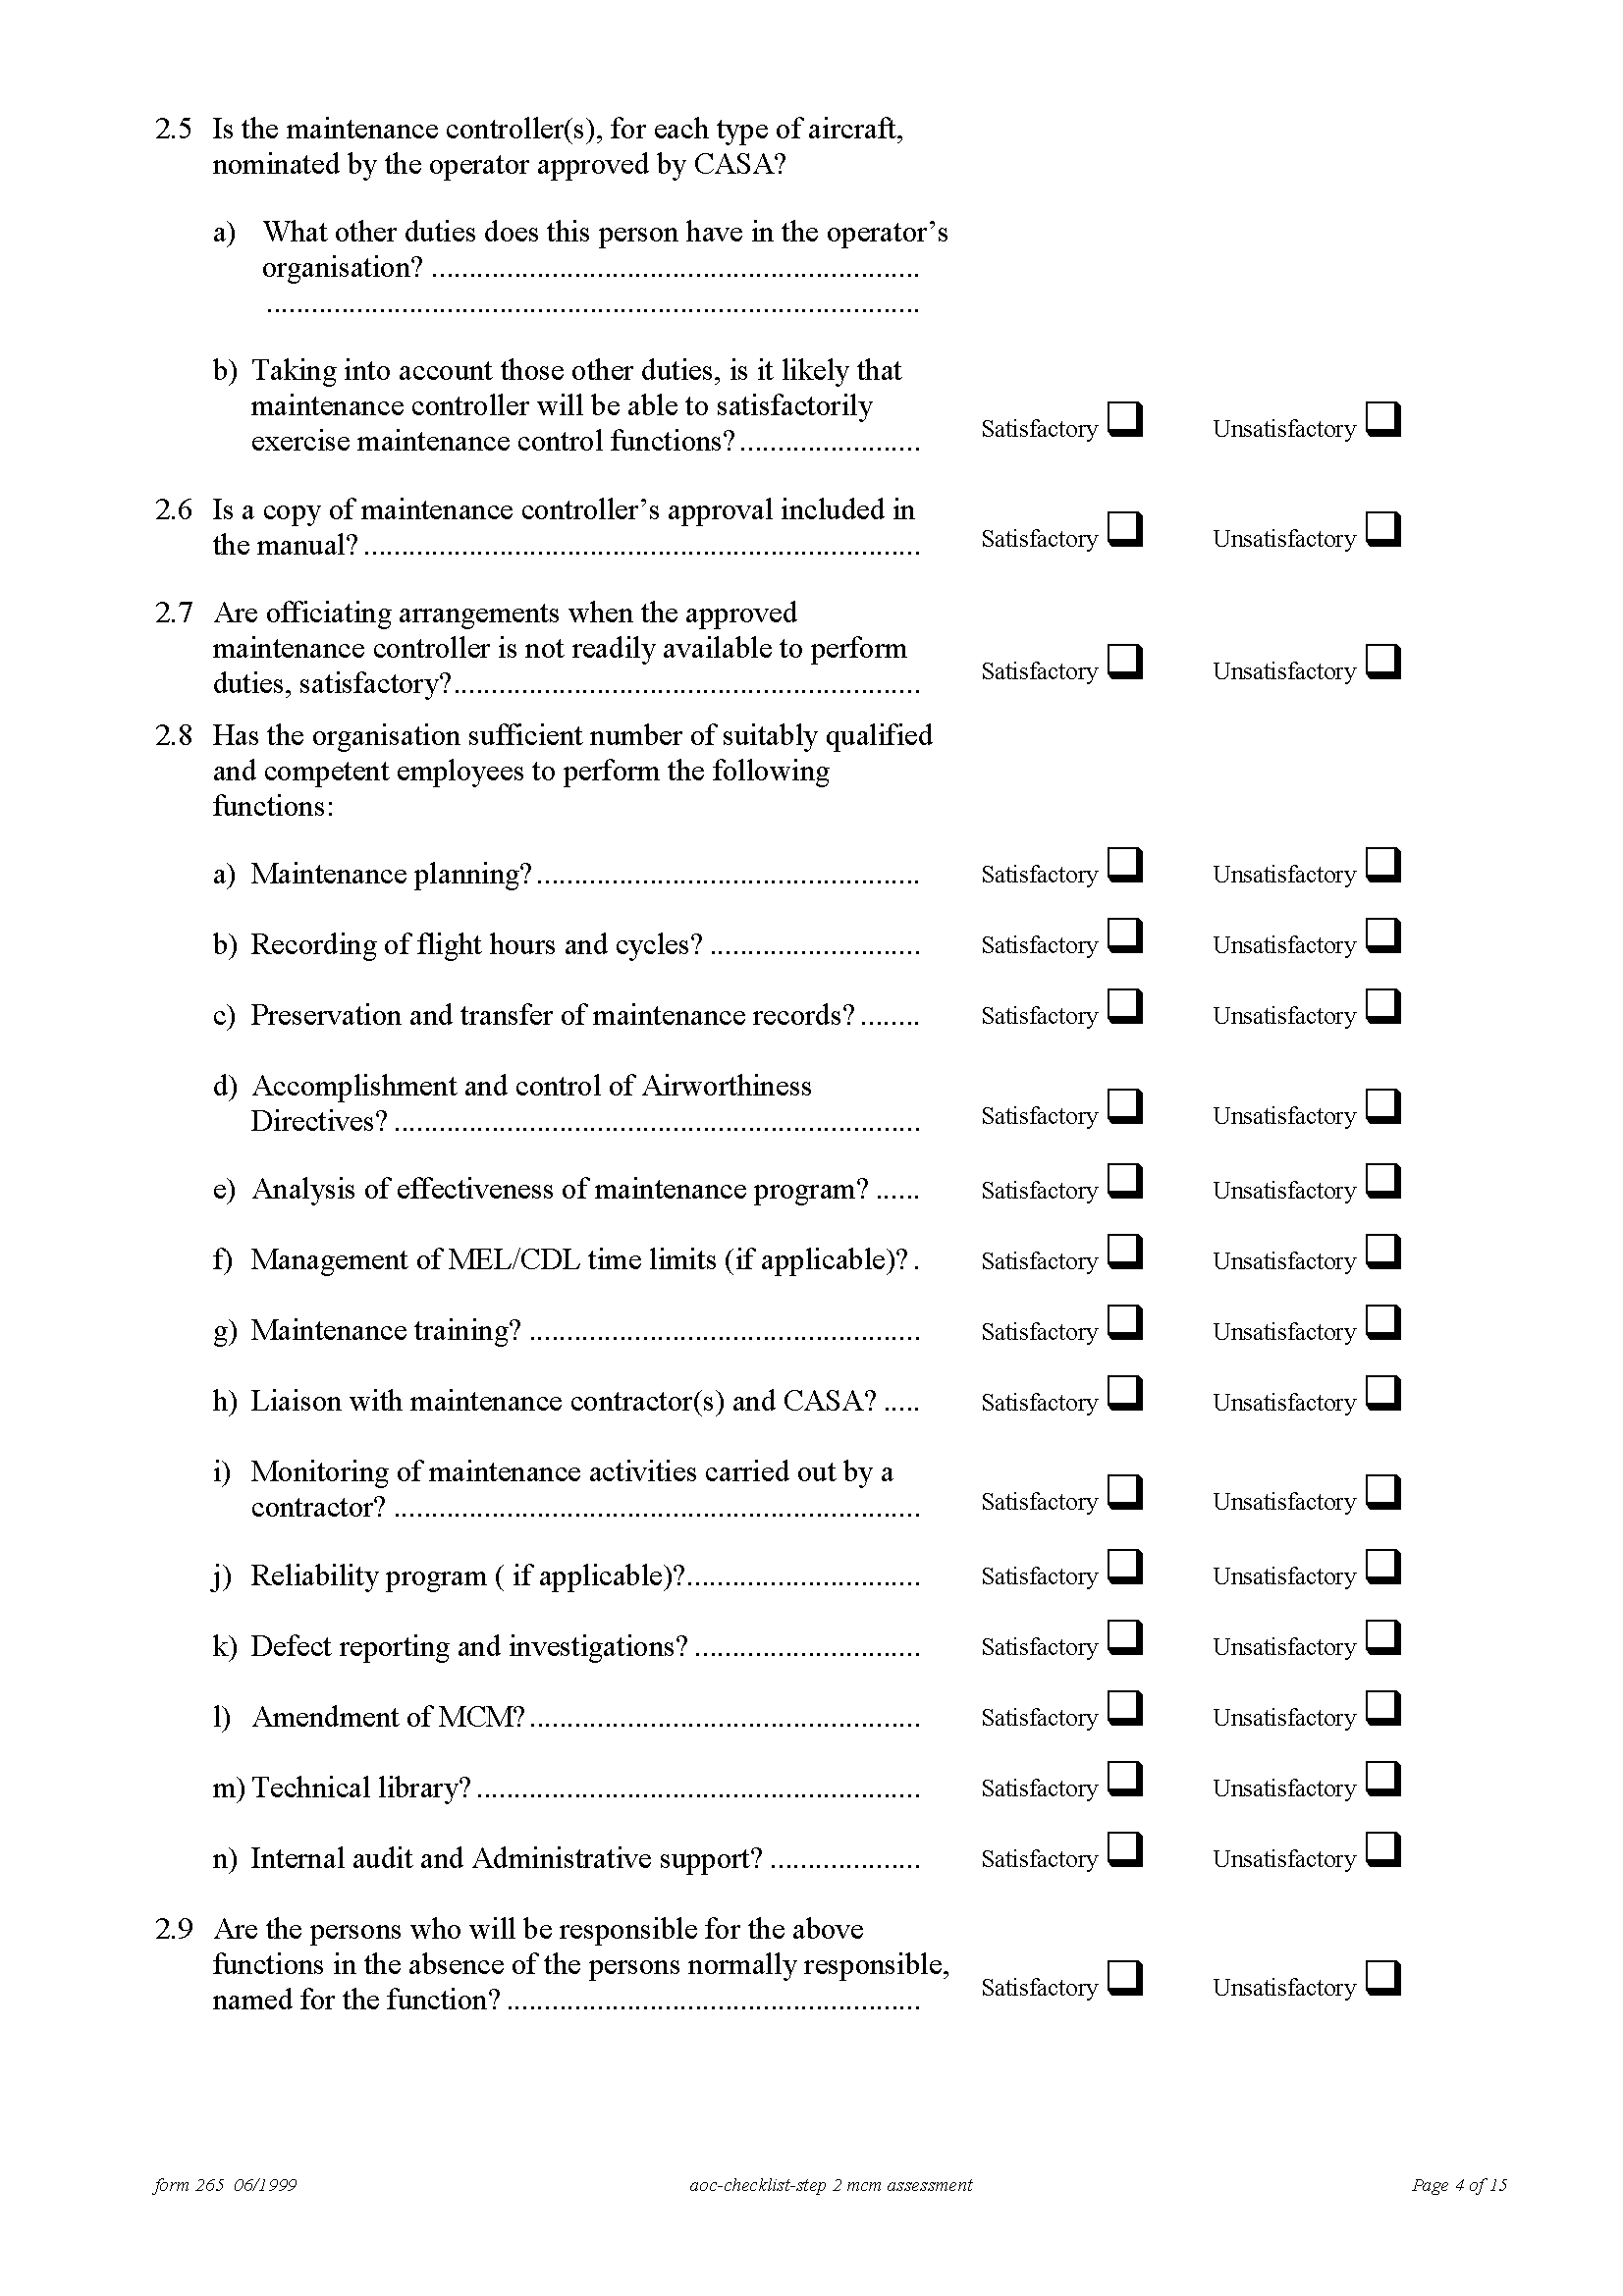 2.5 Is the maintenance controller(s), for each type of aircraft,
nominated by the operator approved by CASA?
a) What other duties does this person have in the operator’s
organisation? .................................................................
.......................................................................................
b) Taking into account those other duties, is it likely that
maintenance controller will be able to satisfactorily
exercise maintenance control functions?........................ Satisfactory Unsatisfactory
2.6 Is a copy of maintenance controller’s approval included in
the manual?.......................................................................... Satisfactory Unsatisfactory
2.7 Are officiating arrangements when the approved
maintenance controller is not readily available to perform
duties, satisfactory?.............................................................. Satisfactory Unsatisfactory
2.8 Has the organisation sufficient number of suitably qualified
and competent employees to perform the following
functions:
a) Maintenance planning?................................................... Satisfactory Unsatisfactory
b) Recording of flight hours and cycles? ............................ Satisfactory Unsatisfactory
c) Preservation and transfer of maintenance records?........ Satisfactory Unsatisfactory
d) Accomplishment and control of Airworthiness
Directives?...................................................................... Satisfactory Unsatisfactory
e) Analysis of effectiveness of maintenance program? ...... Satisfactory Unsatisfactory
f) Management of MEL/CDL time limits (if applicable)?. Satisfactory Unsatisfactory
g) Maintenance training? .................................................... Satisfactory Unsatisfactory
h) Liaison with maintenance contractor(s) and CASA? ..... Satisfactory Unsatisfactory
i) Monitoring of maintenance activities carried out by a
contractor? ...................................................................... Satisfactory Unsatisfactory
j) Reliability program ( if applicable)?............................... Satisfactory Unsatisfactory
k) Defect reporting and investigations?.............................. Satisfactory Unsatisfactory
l) Amendment of MCM?.................................................... Satisfactory Unsatisfactory
m) Technical library?........................................................... Satisfactory Unsatisfactory
n) Internal audit and Administrative support? .................... Satisfactory Unsatisfactory
2.9 Are the persons who will be responsible for the above
functions in the absence of the persons normally responsible,
named for the function?....................................................... Satisfactory Unsatisfactory
form 265 06/1999 aoc-checklist-step 2 mcm assessment Page 4 of 15